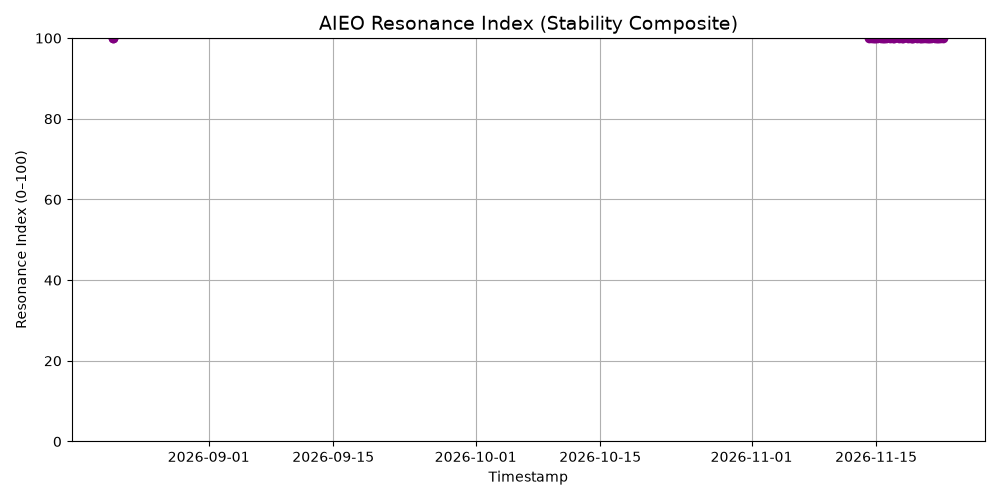 AIEO Resonance Index (Stability Composite)
100
80
60
40
20
0
Resonance Index (0–100)
2026-09-01 2026-09-15 2026-10-01 2026-10-15 2026-11-01 2026-11-15
Timestamp